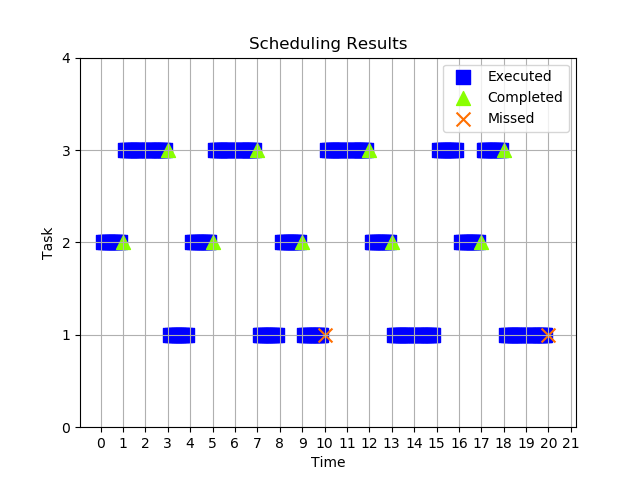 Scheduling Results
Executed
Completed
Missed
Task
4
3
2
1
0
0 1 2 3 4 5 6 7 8 9 10 11 12 13 14 15 16 17 18 19 20 21
Time